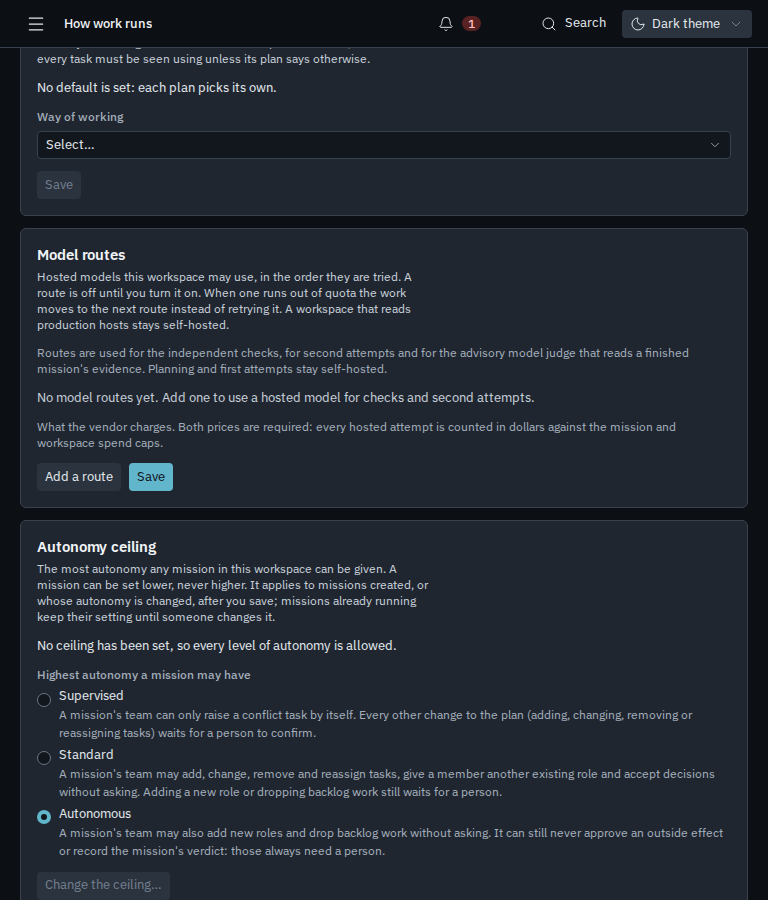 How work runs
1
Search
Dark theme
every task must be seen using unless its plan says otherwise.
No default is set: each plan picks its own.
Way of working
Select...
Save
Model routes
Hosted models this workspace may use, in the order they are tried. A
route is off until you turn it on. When one runs out of quota the work
moves to the next route instead of retrying it. A workspace that reads
production hosts stays self-hosted.
Routes are used for the independent checks, for second attempts and for the advisory model judge that reads a finished
mission's evidence. Planning and first attempts stay self-hosted.
No model routes yet. Add one to use a hosted model for checks and second attempts.
What the vendor charges. Both prices are required: every hosted attempt is counted in dollars against the mission and
workspace spend caps.
Add a route
Save
Autonomy ceiling
The most autonomy any mission in this workspace can be given. A
mission can be set lower, never higher. It applies to missions created, or
whose autonomy is changed, after you save; missions already running
keep their setting until someone changes it.
No ceiling has been set, so every level of autonomy is allowed.
Highest autonomy a mission may have
Supervised
A mission's team can only raise a conflict task by itself. Every other change to the plan (adding, changing, removing or
reassigning tasks) waits for a person to confirm.
Standard
A mission's team may add, change, remove and reassign tasks, give a member another existing role and accept decisions
without asking. Adding a new role or dropping backlog work still waits for a person.
Autonomous
A mission's team may also add new roles and drop backlog work without asking. It can still never approve an outside effect
or record the mission's verdict: those always need a person.
Change the ceiling...